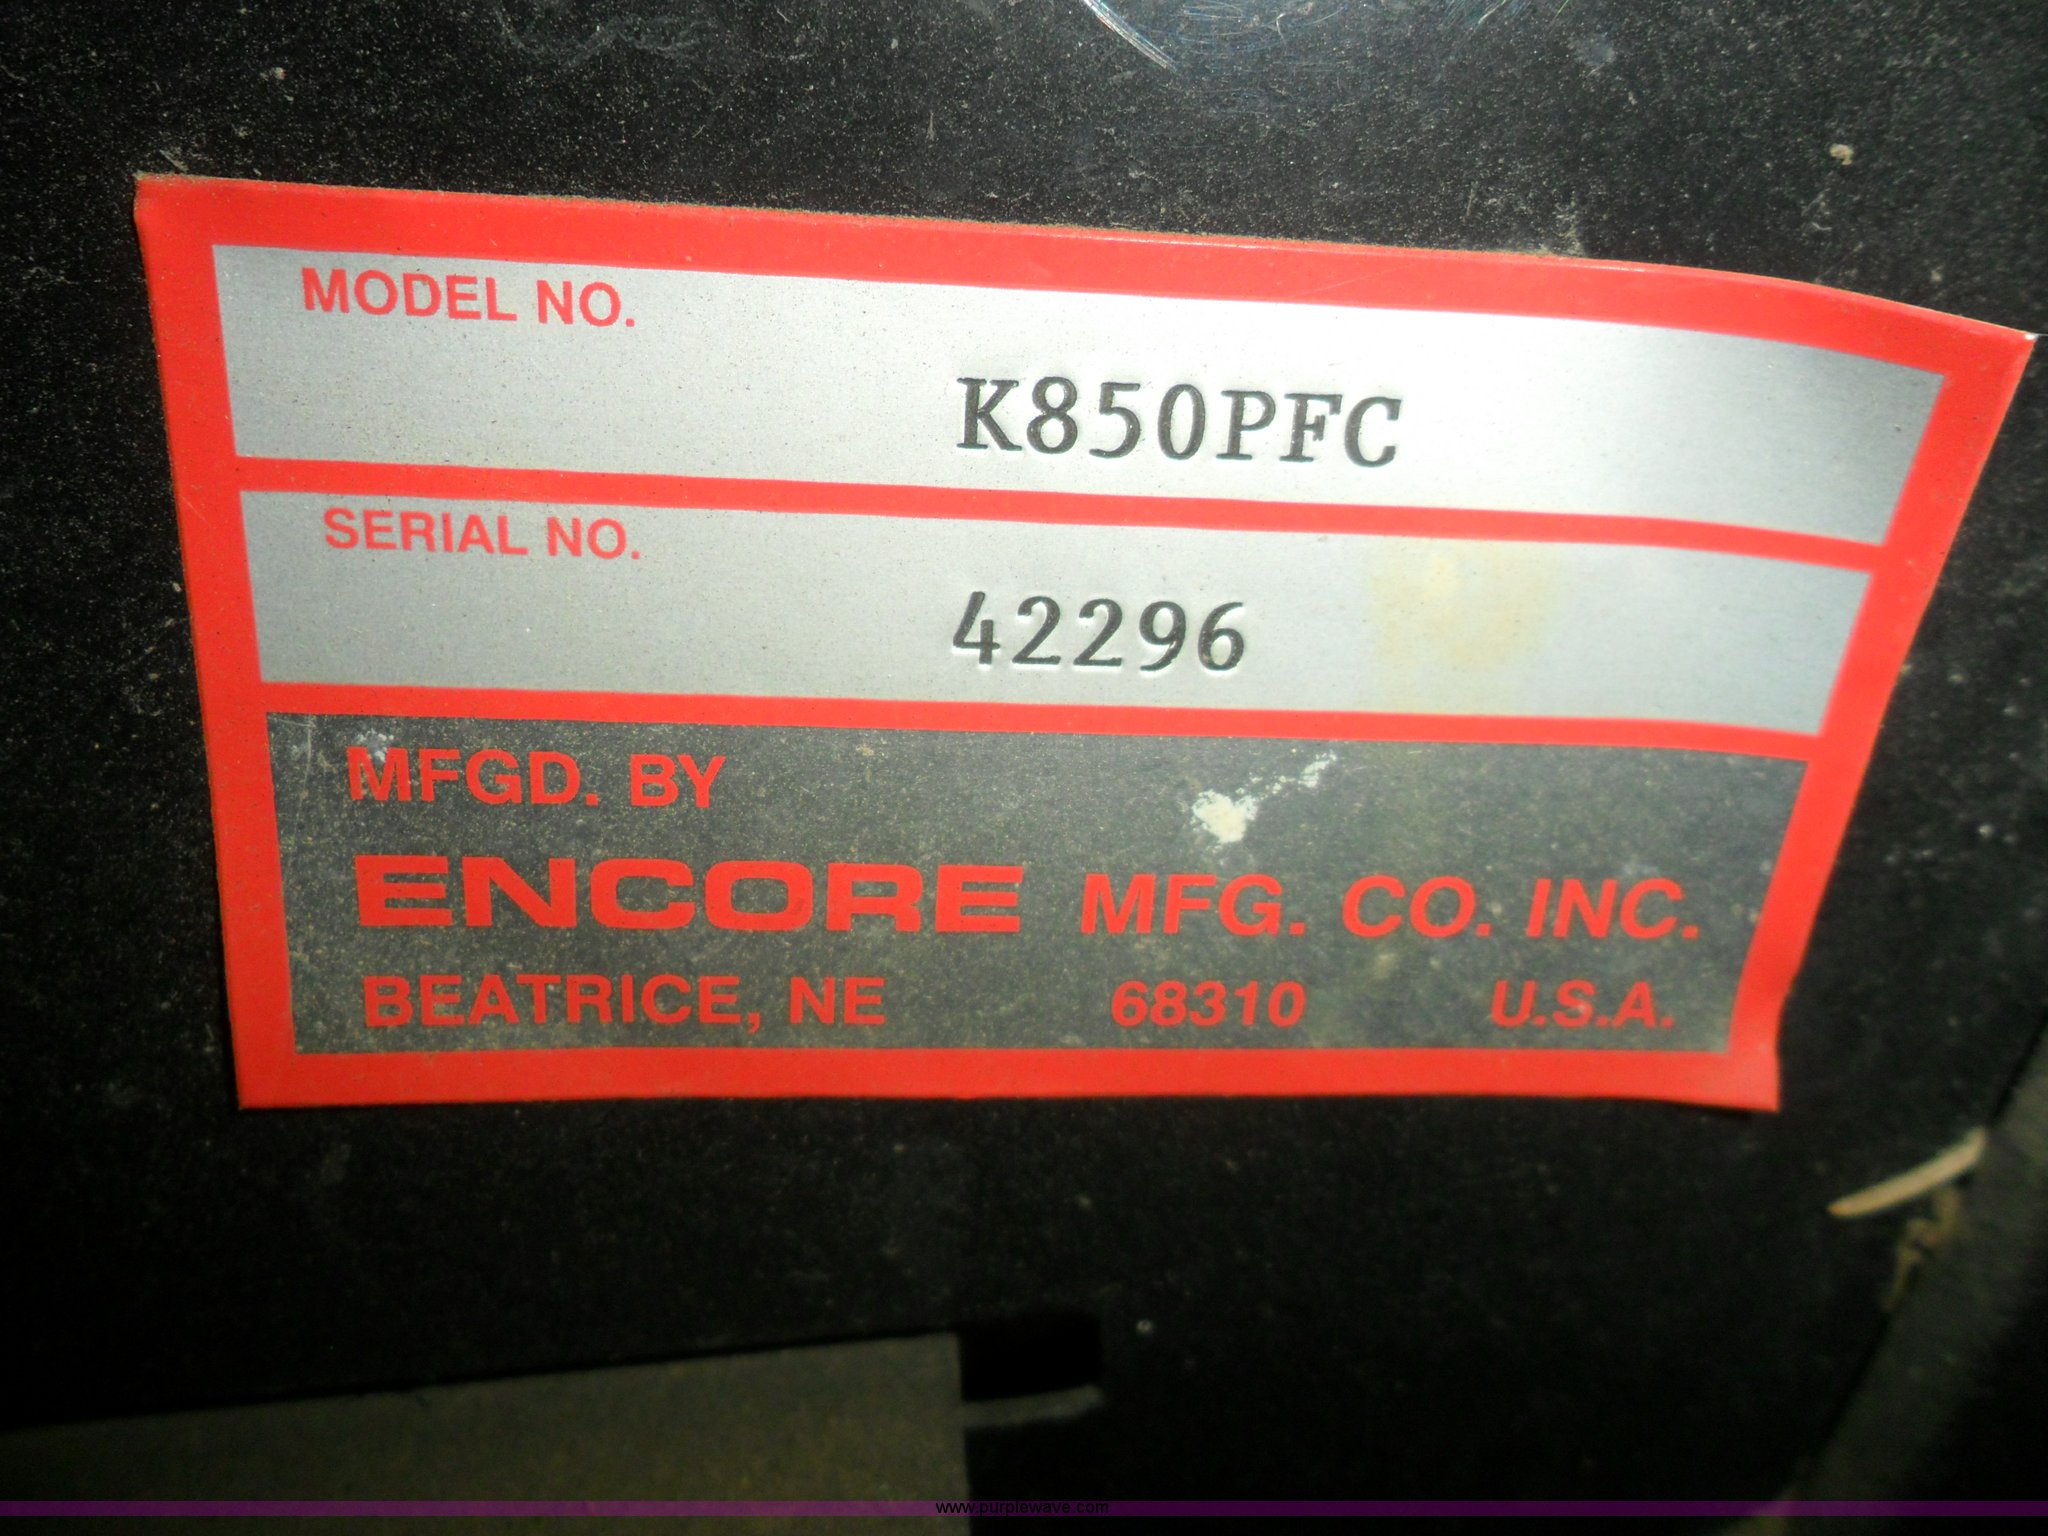 MODEL NO.
K850PFC
SERIAL NO.
42296
MFGD. BY
ENCORE MFG. CO. INC.
BEATRICE, NE 68310 U.S.A.
www.purplewave.com